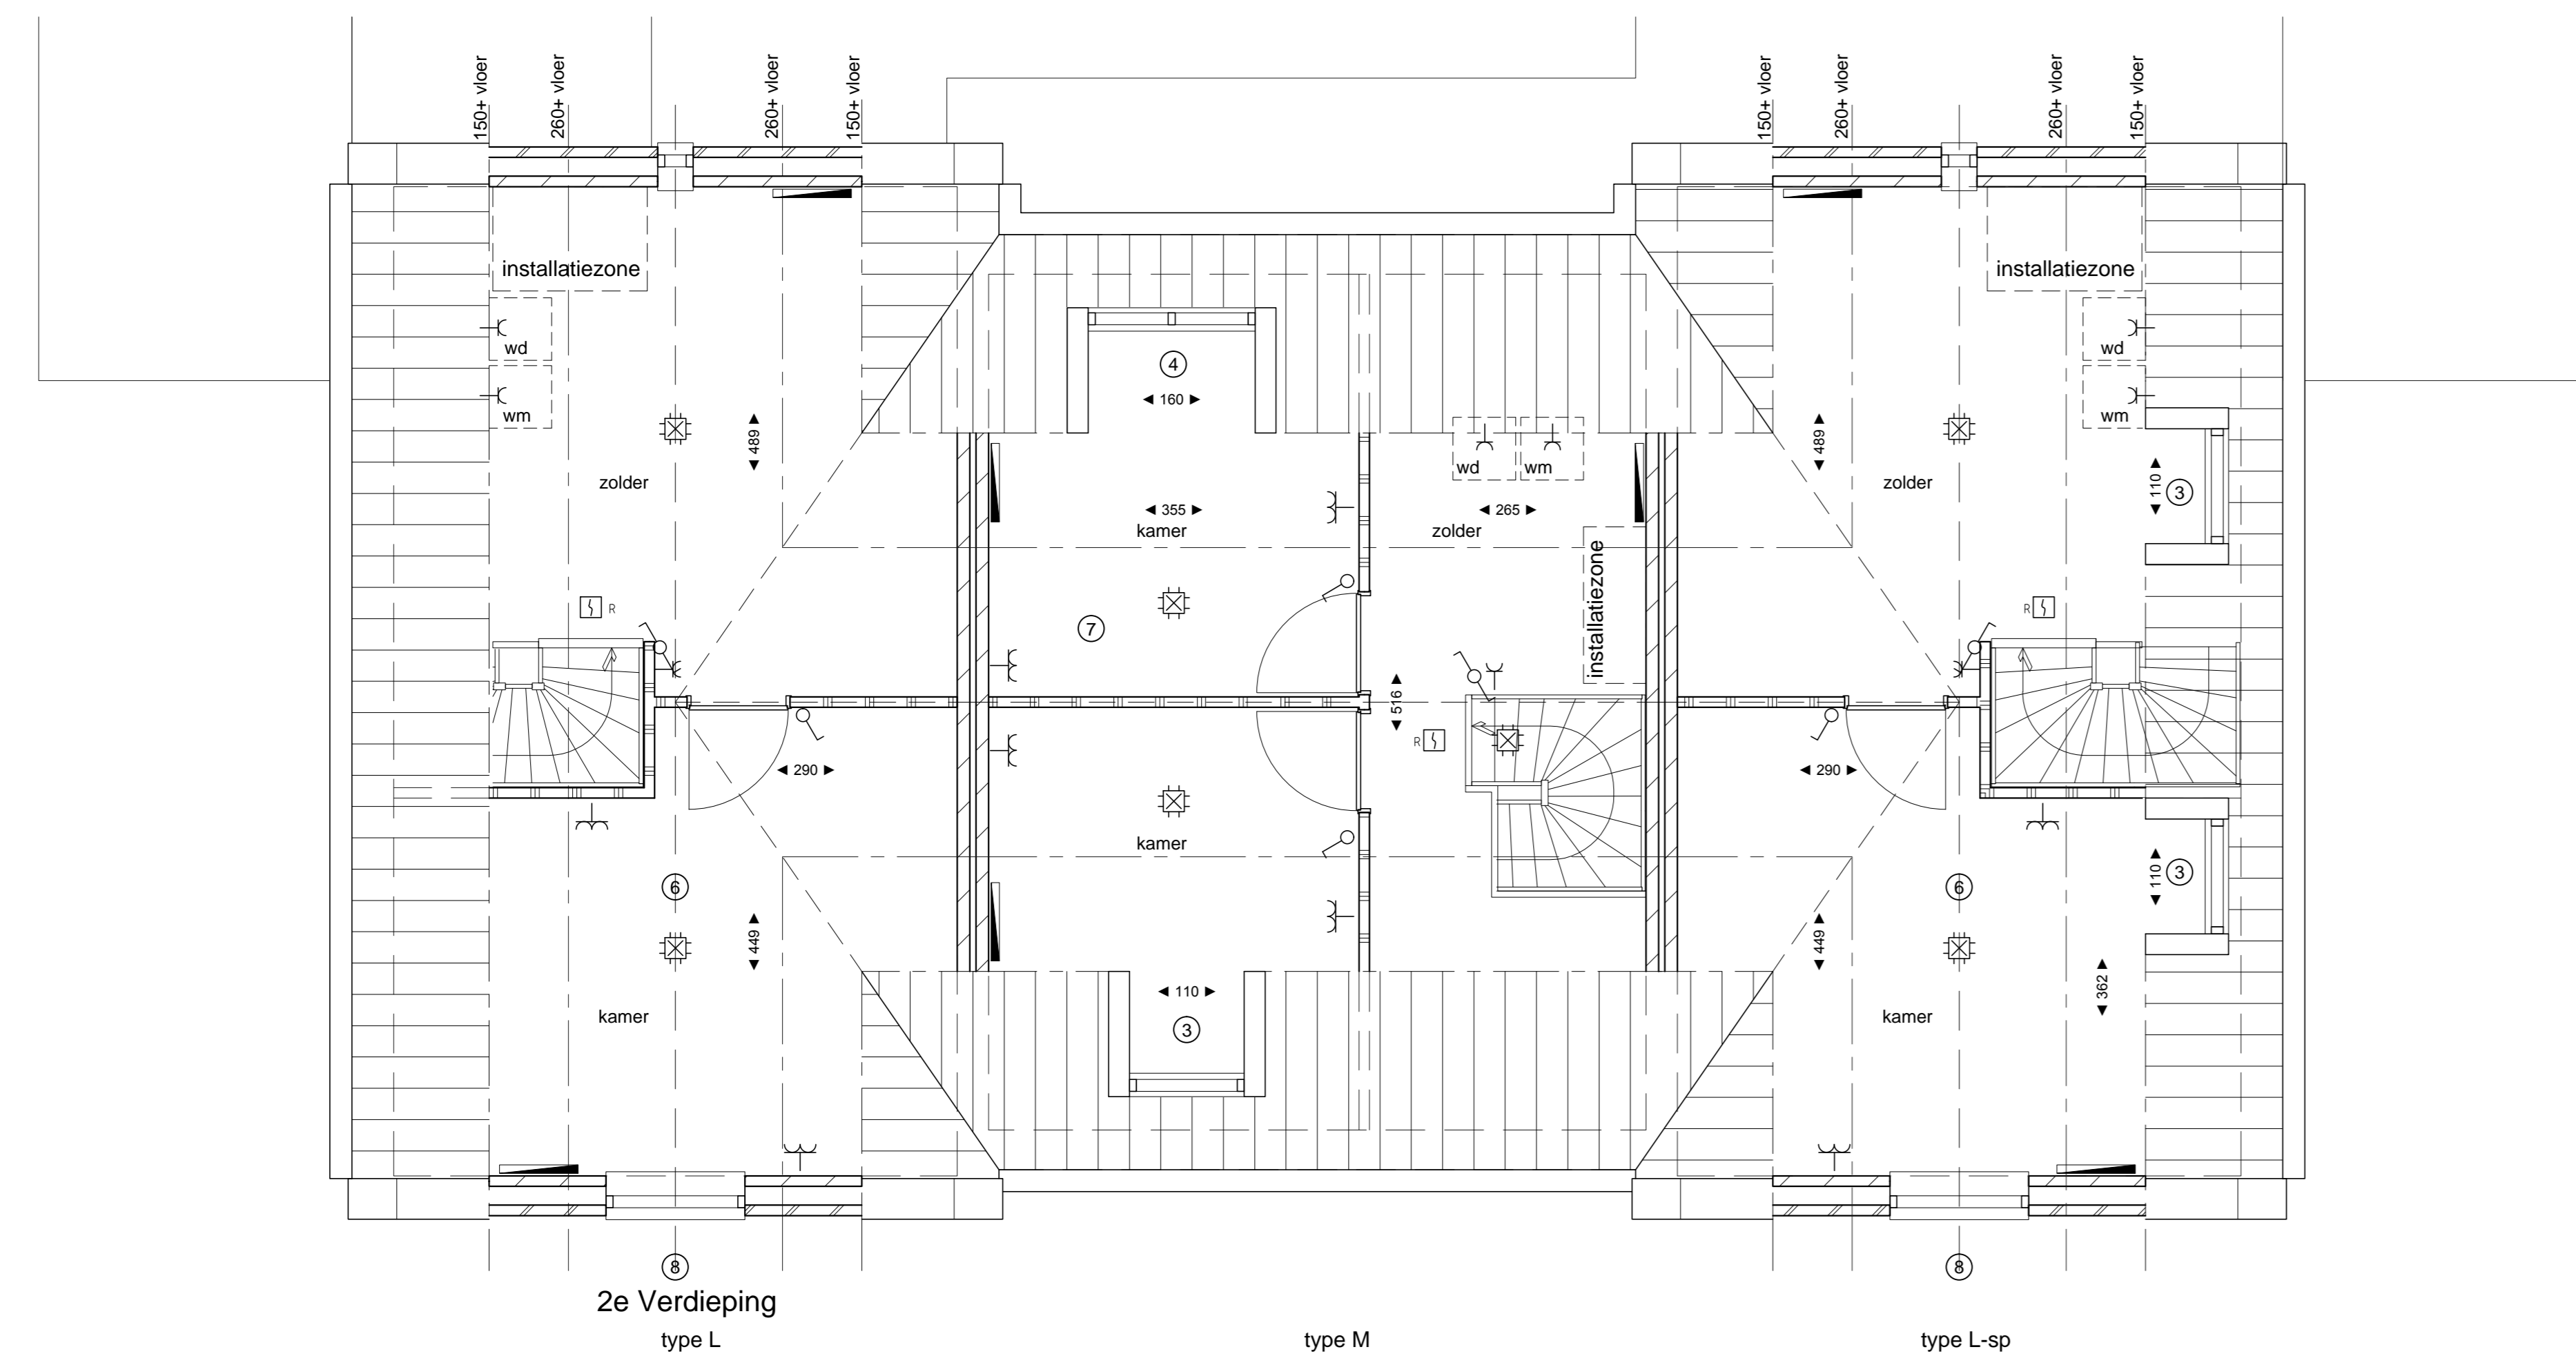 150+ vloer
260+ vloer
260+ vloer
150+ vloer
150+ vloer
260+ vloer
260+ vloer
150+ vloer
installatiezone
installatiezone
wd
wd
4
160
wm
wm
489
489
wd
wm
zolder
zolder
110
3
355
265
kamer
zolder
installatiezone
R
R
7
516
R
290
290
kamer
6
6
110
3
449
449
362
110
3
kamer
kamer
8
8
2e Verdieping
type L
type M
type L-sp